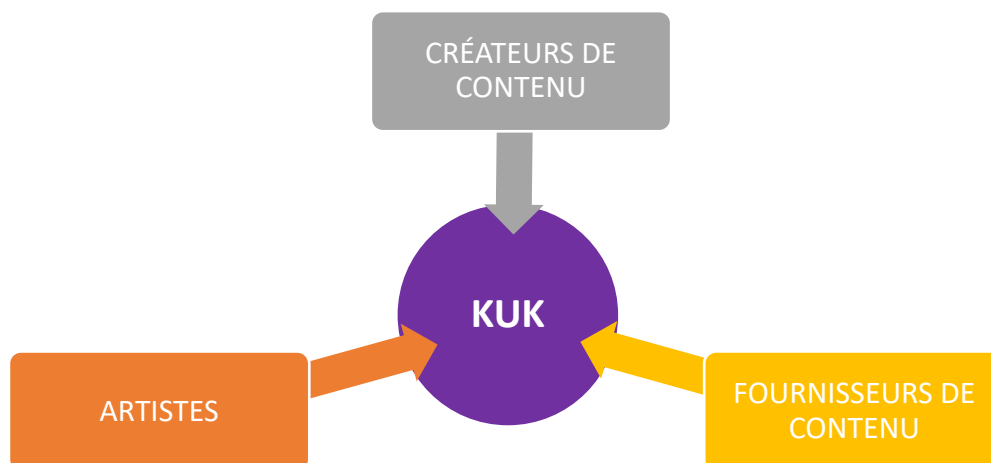 CRÉATEURS DE
CONTENU
KUK
ARTISTES
FOURNISSEURS DE
CONTENU